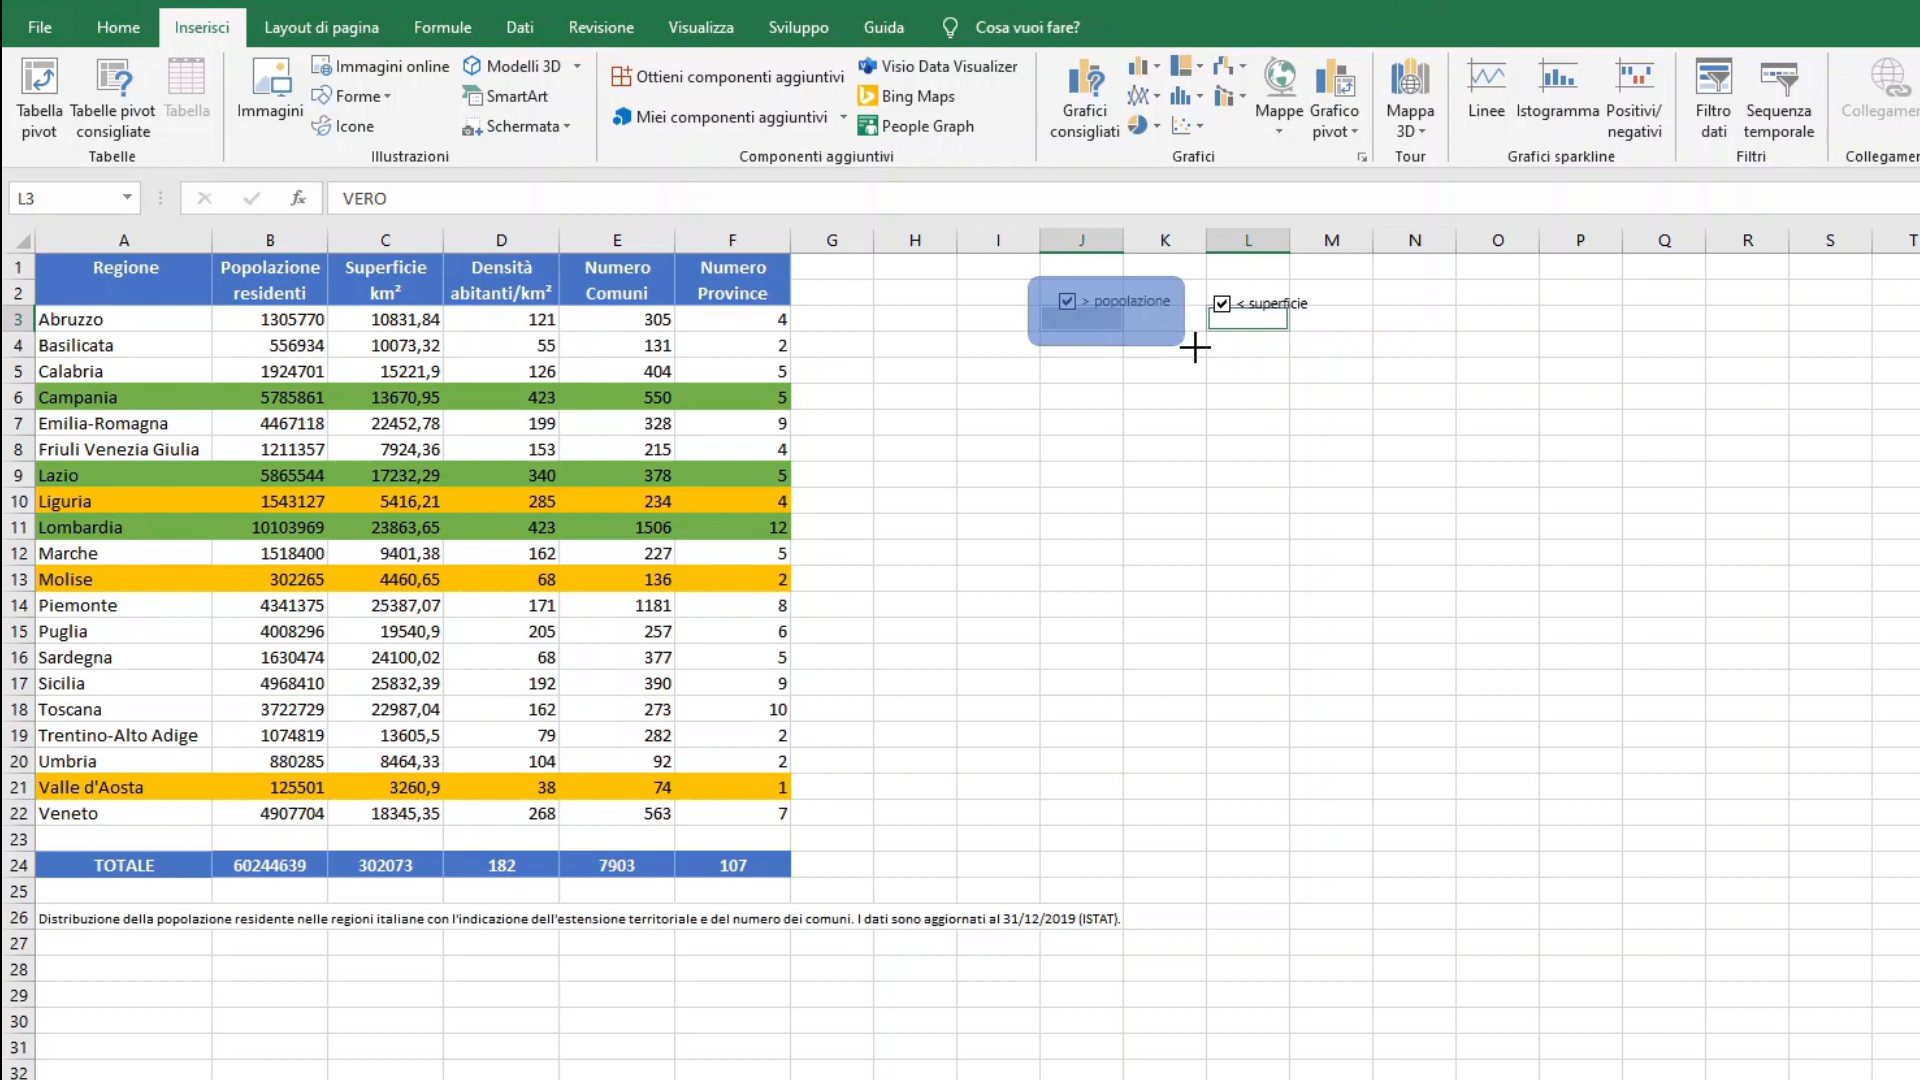 File Home Inserisci Layout di pagina Formule Dati Revisione Visualizza Sviluppo Guida Cosa vuoi fare?
Tabella pivot
Tabelle pivot consigliate
Tabella
Tabelle
Immagini
Immagini online
Forme
Icone
Modelli 3D
SmartArt
Schermata
Illustrazioni
Ottieni componenti aggiuntivi
Miei componenti aggiuntivi
Visio Data Visualizer
Bing Maps
People Graph
Componenti aggiuntivi
Grafici consigliati
Mappe
Grafico pivot
Grafici
Mappa 3D
Tour
Linee
Istogramma
Positivi/ negativi
Grafici sparkline
Filtro dati
Sequenza temporale
Filtri
Collegamen
Collegamen
L3 fx VERO
A B C D E F G H I J K L M N O P Q R S T
1 Regione Popolazione Superficie Densità Numero Numero
2 residenti km² abitanti/km² Comuni Province
> popolazione < superficie
3 Abruzzo 1305770 10831,84 121 305 4
4 Basilicata 556934 10073,32 55 131 2
5 Calabria 1924701 15221,9 126 404 5
6 Campania 5785861 13670,95 423 550 5
7 Emilia-Romagna 4467118 22452,78 199 328 9
8 Friuli Venezia Giulia 1211357 7924,36 153 215 4
9 Lazio 5865544 17232,29 340 378 5
10 Liguria 1543127 5416,21 285 234 4
11 Lombardia 10103969 23863,65 423 1506 12
12 Marche 1518400 9401,38 162 227 5
13 Molise 302265 4460,65 68 136 2
14 Piemonte 4341375 25387,07 171 1181 8
15 Puglia 4008296 19540,9 205 257 6
16 Sardegna 1630474 24100,02 68 377 5
17 Sicilia 4968410 25832,39 192 390 9
18 Toscana 3722729 22987,04 162 273 10
19 Trentino-Alto Adige 1074819 13605,5 79 282 2
20 Umbria 880285 8464,33 104 92 2
21 Valle d'Aosta 125501 3260,9 38 74 1
22 Veneto 4907704 18345,35 268 563 7
23
24 TOTALE 60244639 302073 182 7903 107
25
26 Distribuzione della popolazione residente nelle regioni italiane con l'indicazione dell'estensione territoriale e del numero dei comuni. I dati sono aggiornati al 31/12/2019 (ISTAT).
27
28
29
30
31
32